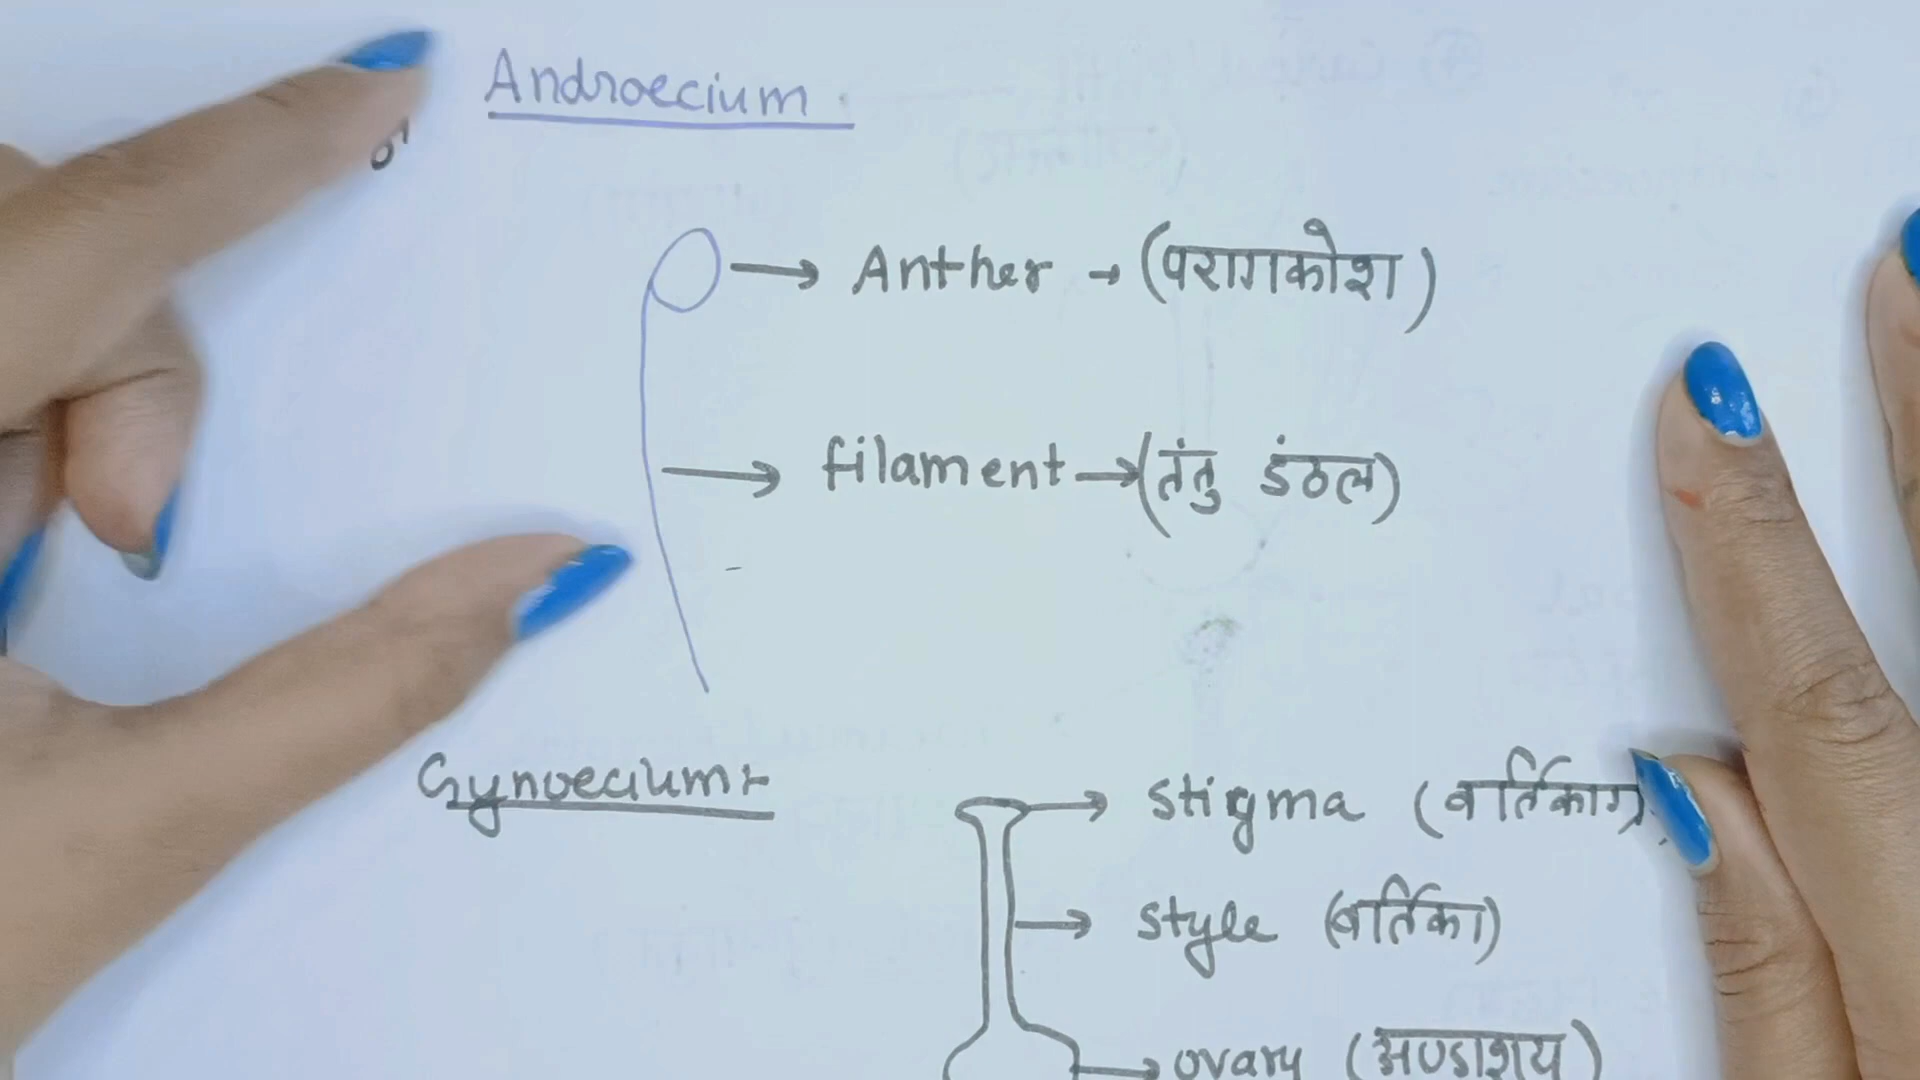 Androecium
Anther → (परागकोश)
filament → (तंतु डंठल)
Gynoecium :-
stigma (वर्तिकाग्र)
style (वर्तिका)
ovary (अण्डाशय)